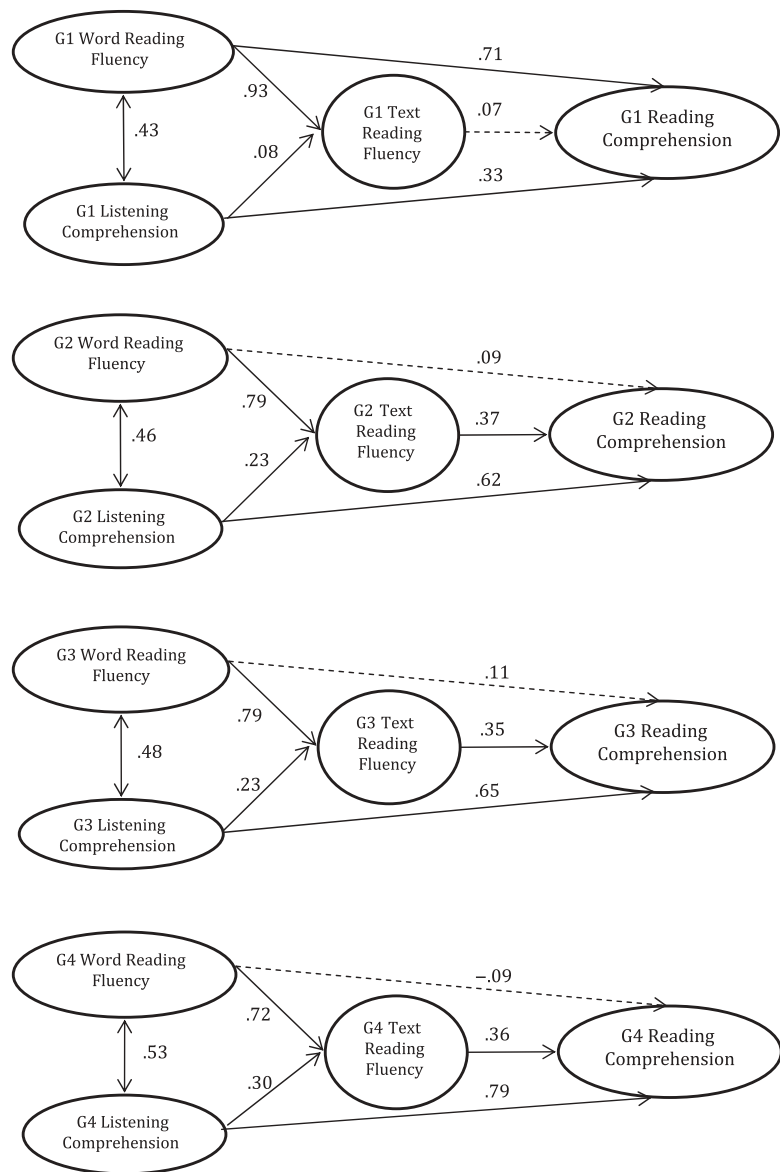 G1 Word Reading
Fluency
.71
.93
G1 Text
Reading
Fluency
.07
G1 Reading
Comprehension
.43
.08
.33
G1 Listening
Comprehension
G2 Word Reading
Fluency
.09
.79
G2 Text
Reading
Fluency
.37
G2 Reading
Comprehension
.46
.23
.62
G2 Listening
Comprehension
G3 Word Reading
Fluency
.11
.79
G3 Text
Reading
Fluency
.35
G3 Reading
Comprehension
.48
.23
.65
G3 Listening
Comprehension
G4 Word Reading
Fluency
–.09
.72
G4 Text
Reading
Fluency
.36
G4 Reading
Comprehension
.53
.30
.79
G4 Listening
Comprehension